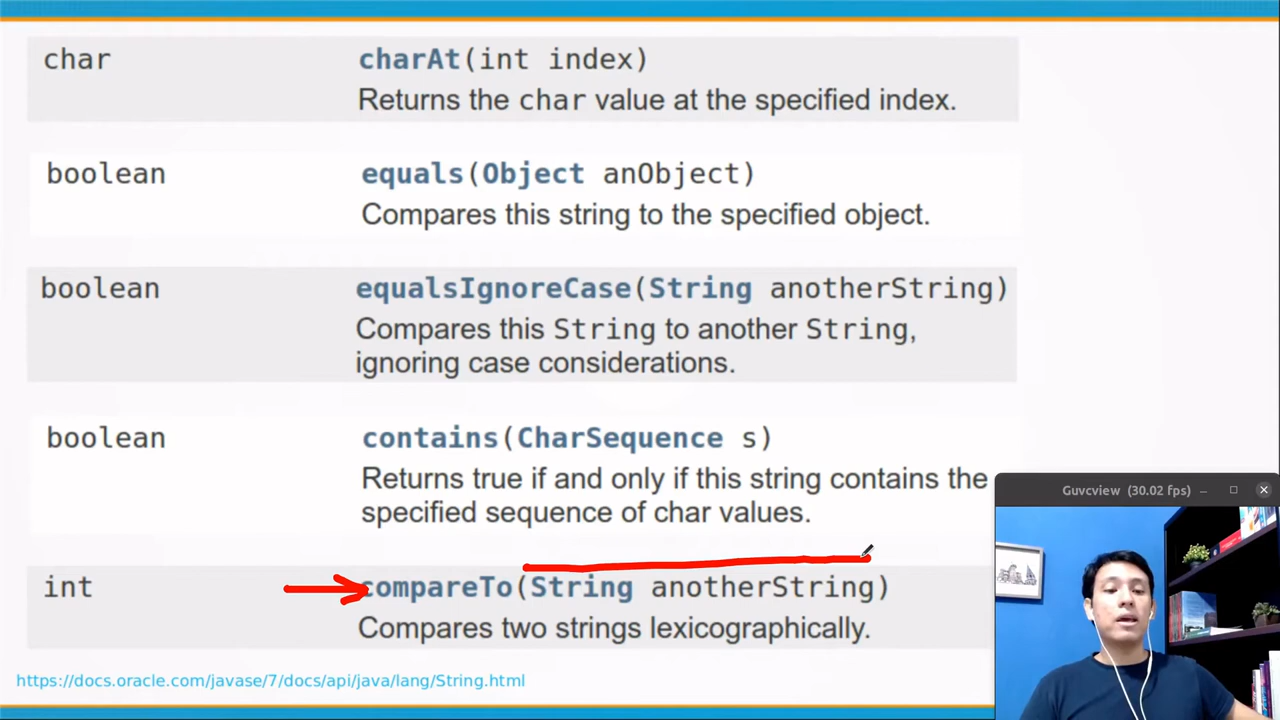 char charAt(int index)
Returns the char value at the specified index.
boolean equals(Object anObject)
Compares this string to the specified object.
boolean equalsIgnoreCase(String anotherString)
Compares this String to another String,
ignoring case considerations.
boolean contains(CharSequence s)
Returns true if and only if this string contains the
specified sequence of char values.
Guvcview (30.02 fps)
int compareTo(String anotherString)
Compares two strings lexicographically.
https://docs.oracle.com/javase/7/docs/api/java/lang/String.html